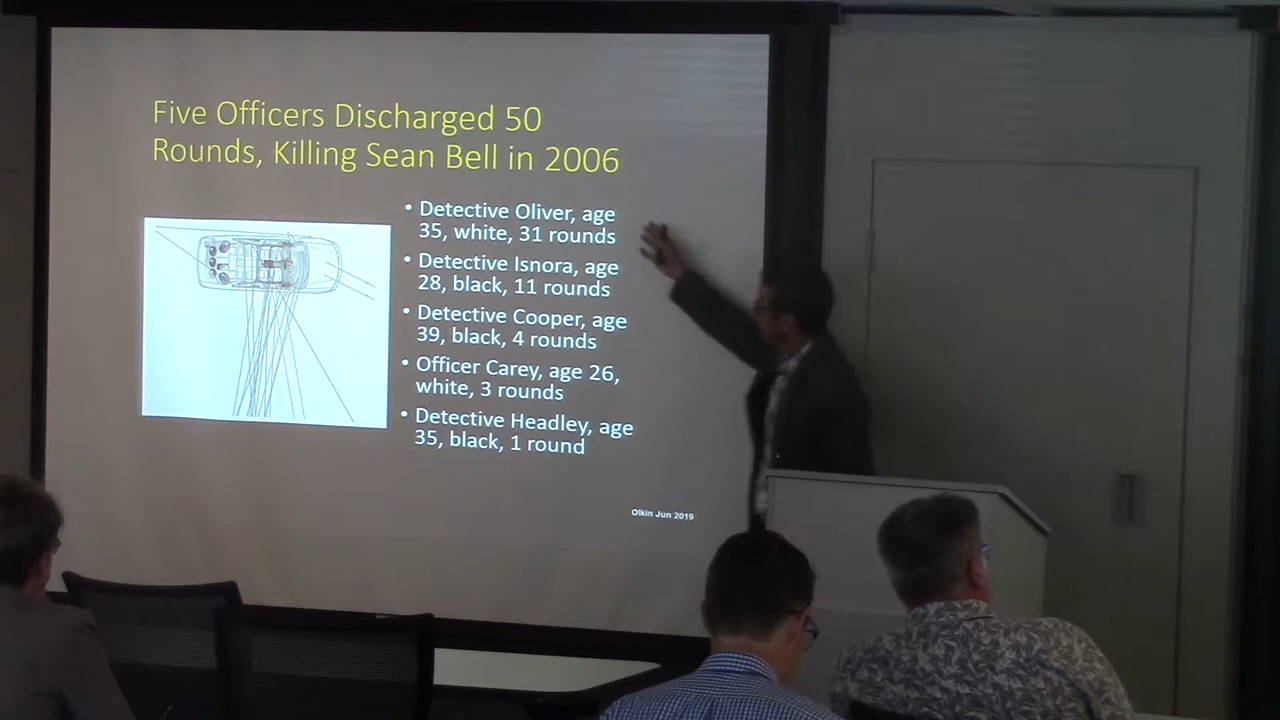 Five Officers Discharged 50
Rounds, Killing Sean Bell in 2006
• Detective Oliver, age
35, white, 31 rounds
• Detective Isnora, age
28, black, 11 rounds
• Detective Cooper, age
39, black, 4 rounds
• Officer Carey, age 26,
white, 3 rounds
• Detective Headley, age
35, black, 1 round
Olkin Jun 2019